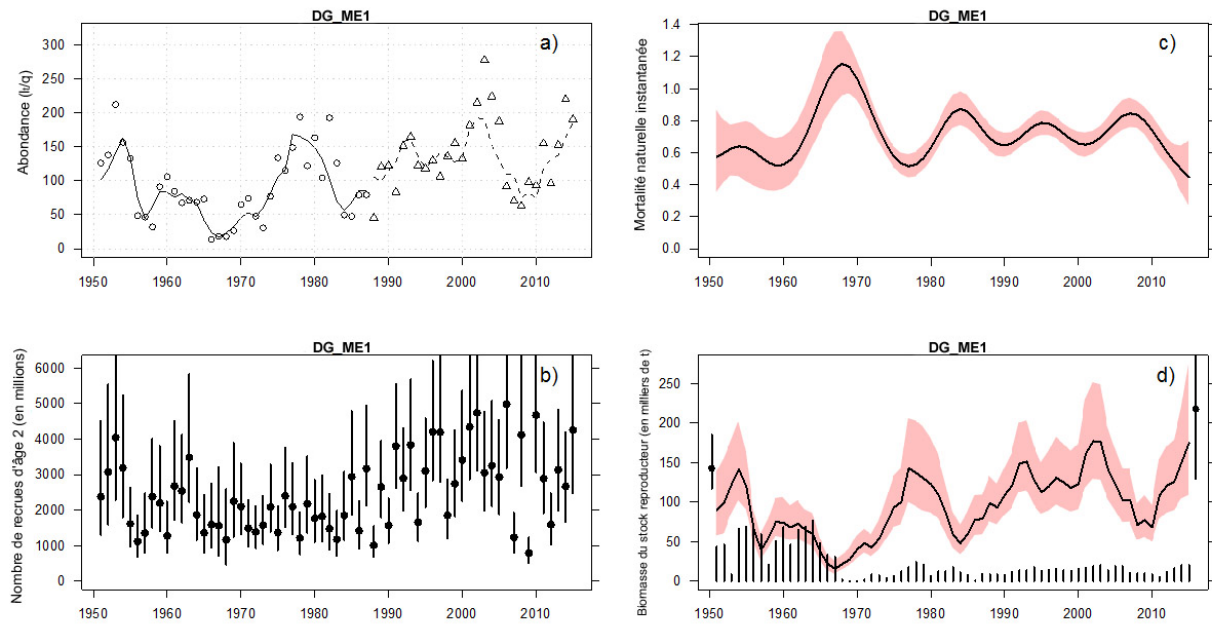 DG_ME1
a)
Abondance (It/q)
300
250
200
150
100
50
0
1950 1960 1970 1980 1990 2000 2010
DG_ME1
c)
Mortalité naturelle instantanée
1.4
1.2
1.0
0.8
0.6
0.4
0.2
0.0
1950 1960 1970 1980 1990 2000 2010
DG_ME1
b)
Nombre de recrues d'âge 2 (en millions)
6000
5000
4000
3000
2000
1000
0
1950 1960 1970 1980 1990 2000 2010
DG_ME1
d)
Biomasse du stock reproducteur (en milliers de t)
250
200
150
100
50
0
1950 1960 1970 1980 1990 2000 2010